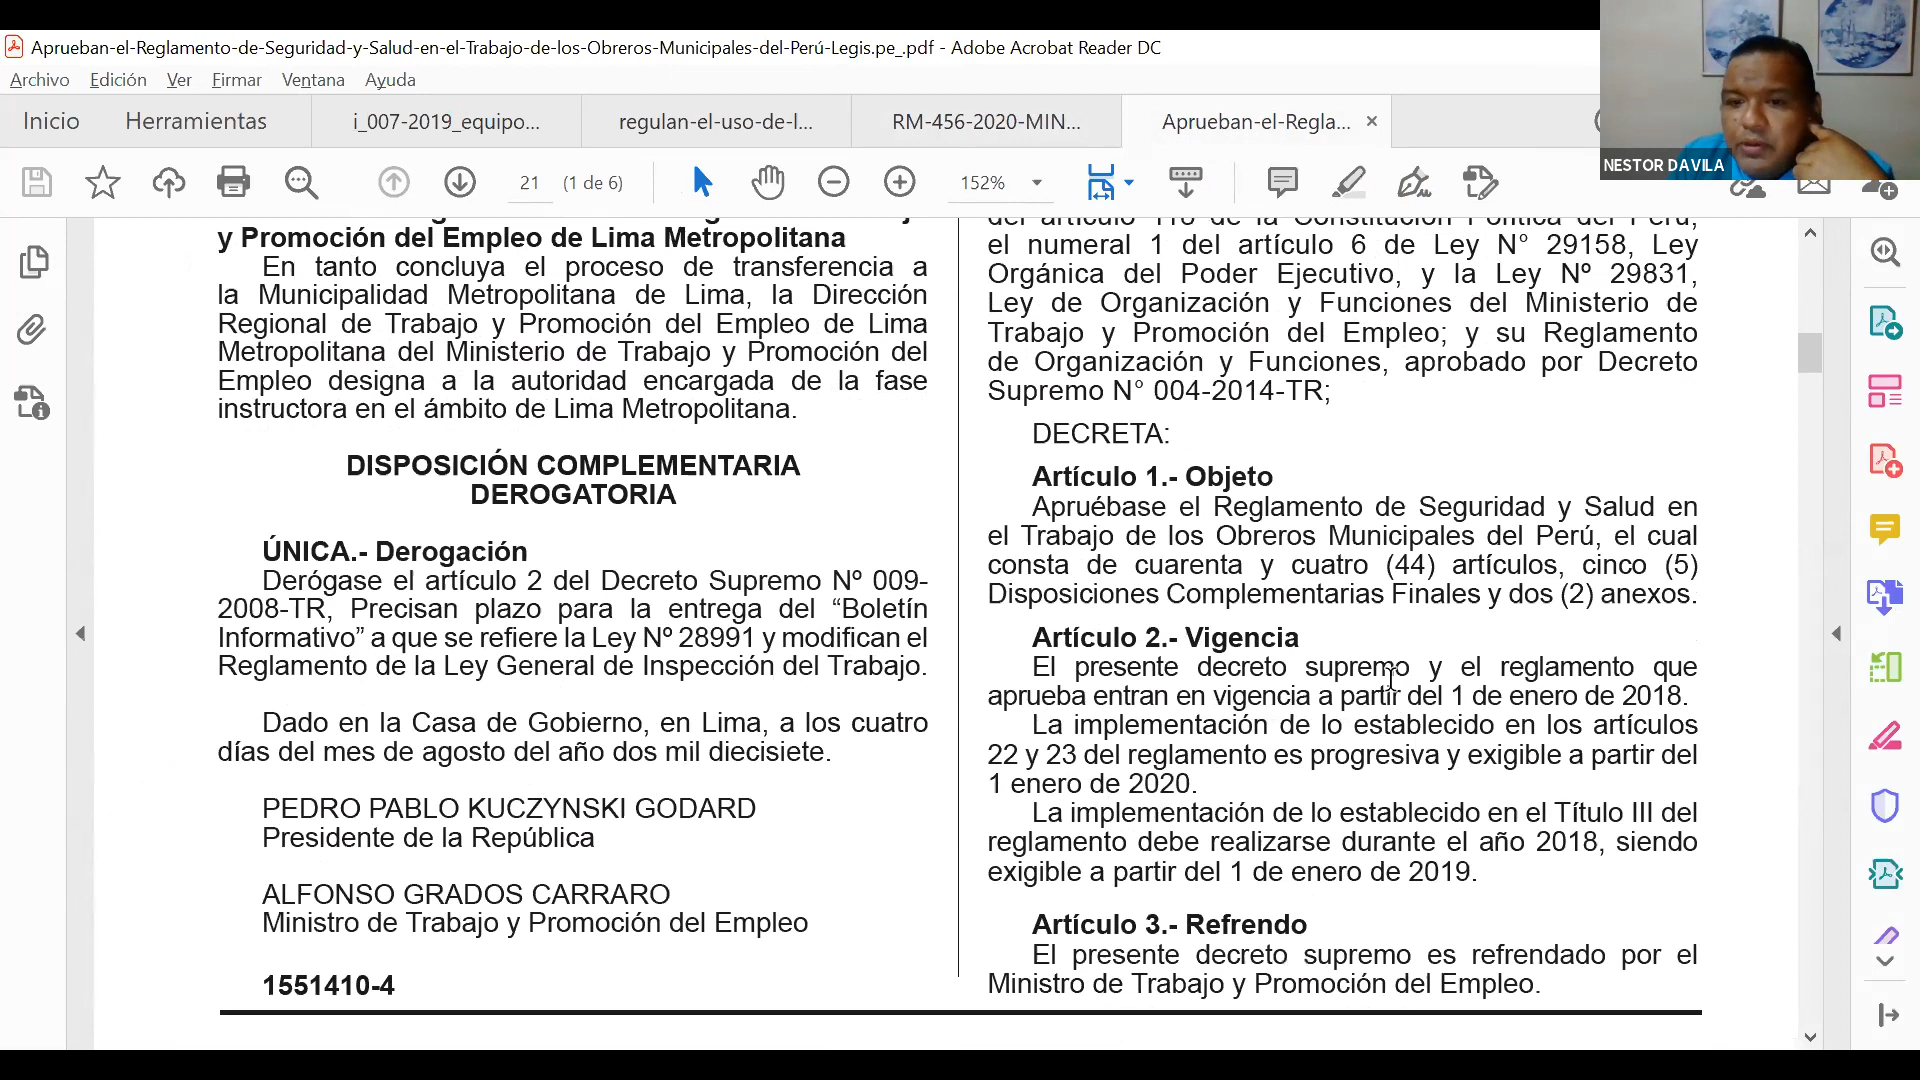 Aprueban-el-Reglamento-de-Seguridad-y-Salud-en-el-Trabajo-de-los-Obreros-Municipales-del-Perú-Legis.pe_.pdf - Adobe Acrobat Reader DC
Archivo Edición Ver Firmar Ventana Ayuda
Inicio Herramientas i_007-2019_equipo... regulan-el-uso-de-l... RM-456-2020-MIN... Aprueban-el-Regla... ×
NESTOR DAVILA
21 (1 de 6) 152%
y Promoción del Empleo de Lima Metropolitana
En tanto concluya el proceso de transferencia a
la Municipalidad Metropolitana de Lima, la Dirección
Regional de Trabajo y Promoción del Empleo de Lima
Metropolitana del Ministerio de Trabajo y Promoción del
Empleo designa a la autoridad encargada de la fase
instructora en el ámbito de Lima Metropolitana.
DISPOSICIÓN COMPLEMENTARIA
DEROGATORIA
ÚNICA.- Derogación
Derógase el artículo 2 del Decreto Supremo Nº 009-
2008-TR, Precisan plazo para la entrega del “Boletín
Informativo” a que se refiere la Ley Nº 28991 y modifican el
Reglamento de la Ley General de Inspección del Trabajo.
Dado en la Casa de Gobierno, en Lima, a los cuatro
días del mes de agosto del año dos mil diecisiete.
PEDRO PABLO KUCZYNSKI GODARD
Presidente de la República
ALFONSO GRADOS CARRARO
Ministro de Trabajo y Promoción del Empleo
1551410-4
del artículo 118 de la Constitución Política del Perú;
el numeral 1 del artículo 6 de Ley N° 29158, Ley
Orgánica del Poder Ejecutivo, y la Ley Nº 29831,
Ley de Organización y Funciones del Ministerio de
Trabajo y Promoción del Empleo; y su Reglamento
de Organización y Funciones, aprobado por Decreto
Supremo N° 004-2014-TR;
DECRETA:
Artículo 1.- Objeto
Apruébase el Reglamento de Seguridad y Salud en
el Trabajo de los Obreros Municipales del Perú, el cual
consta de cuarenta y cuatro (44) artículos, cinco (5)
Disposiciones Complementarias Finales y dos (2) anexos.
Artículo 2.- Vigencia
El presente decreto supremo y el reglamento que
aprueba entran en vigencia a partir del 1 de enero de 2018.
La implementación de lo establecido en los artículos
22 y 23 del reglamento es progresiva y exigible a partir del
1 enero de 2020.
La implementación de lo establecido en el Título III del
reglamento debe realizarse durante el año 2018, siendo
exigible a partir del 1 de enero de 2019.
Artículo 3.- Refrendo
El presente decreto supremo es refrendado por el
Ministro de Trabajo y Promoción del Empleo.